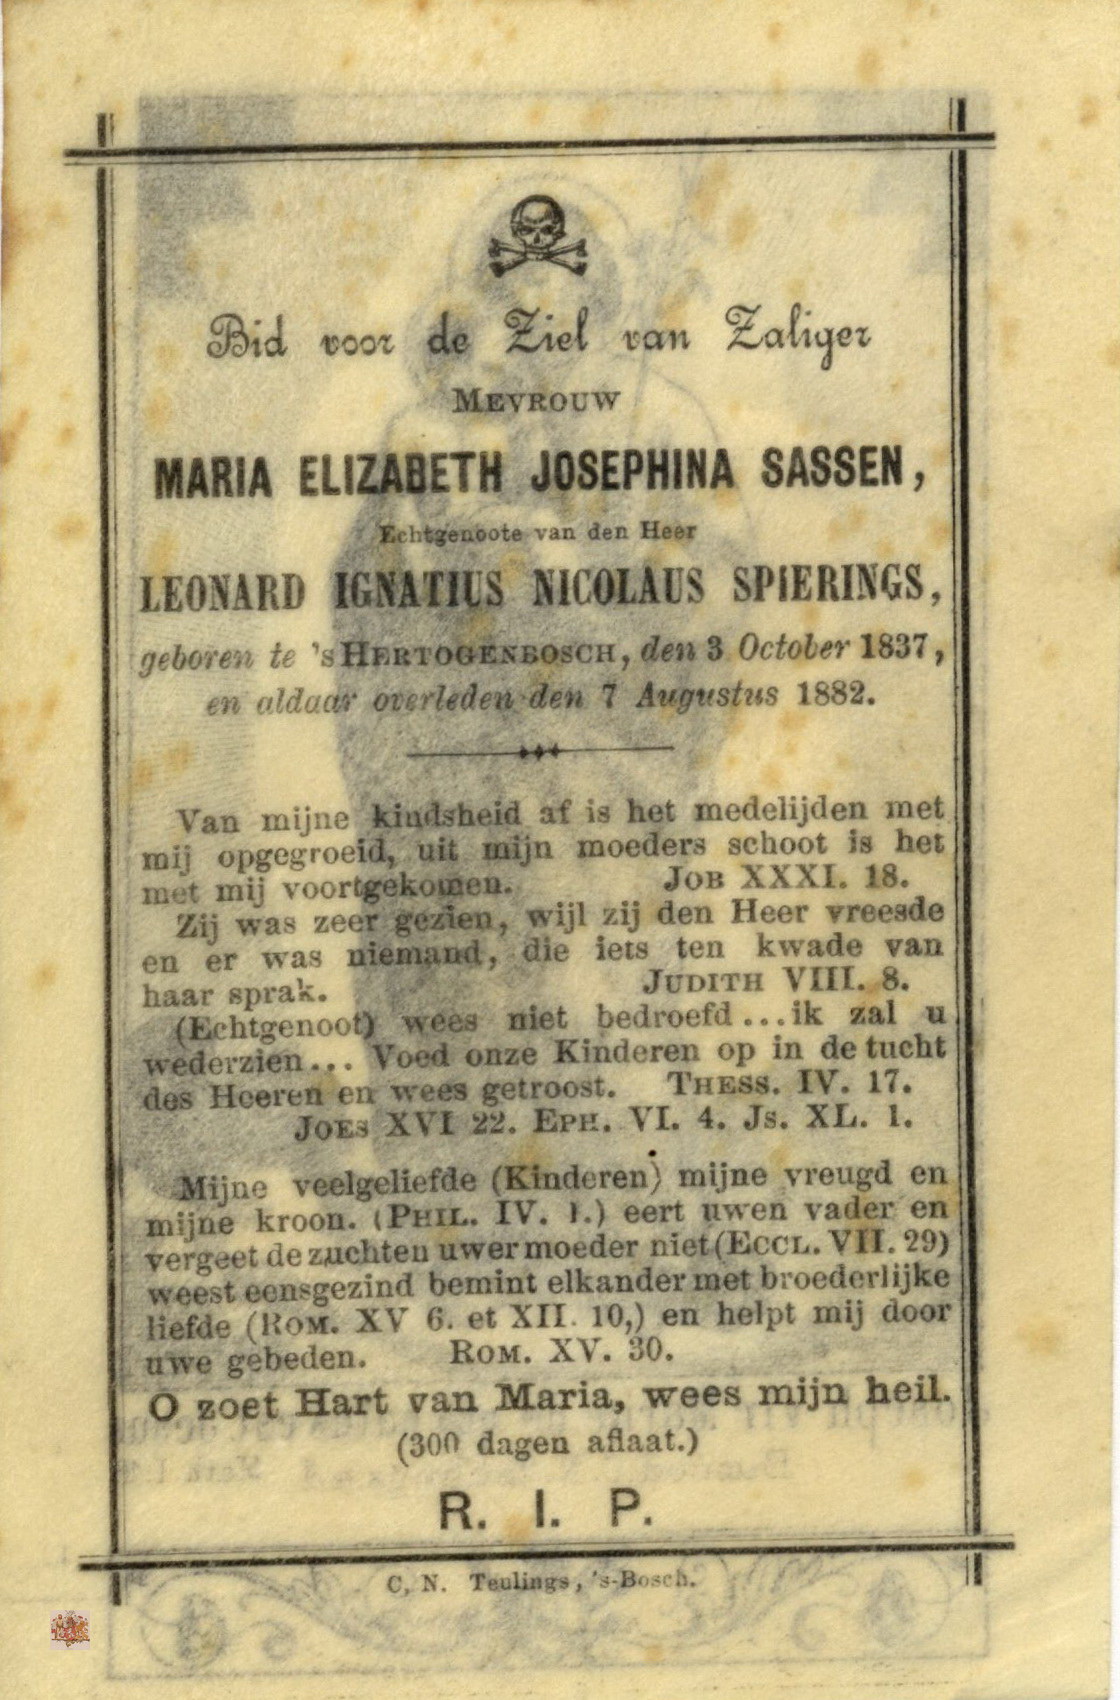 Bid voor de Ziel van Zaliger
MEVROUW
MARIA ELIZABETH JOSEPHINA SASSEN,
Echtgenoote van den Heer
LEONARD IGNATIUS NICOLAUS SPIERINGS,
geboren te 'sHERTOGENBOSCH, den 3 October 1837,
en aldaar overleden den 7 Augustus 1882.
Van mijne kindsheid af is het medelijden met
mij opgegroeid, uit mijn moeders schoot is het
met mij voortgekomen. JOB XXXI. 18.
Zij was zeer gezien, wijl zij den Heer vreesde
en er was niemand, die iets ten kwade van
haar sprak. JUDITH VIII. 8.
(Echtgenoot) wees niet bedroefd...ik zal u
wederzien... Voed onze Kinderen op in de tucht
des Heeren en wees getroost. THESS. IV. 17.
JOES XVI 22. EPH. VI. 4. JS. XL. 1.
Mijne veelgeliefde (Kinderen) mijne vreugd en
mijne kroon. (PHIL. IV. 1.) eert uwen vader en
vergeet de zuchten uwer moeder niet (ECCL. VII. 29)
weest eensgezind bemint elkander met broederlijke
liefde (ROM. XV 6. et XII. 10,) en helpt mij door
uwe gebeden. ROM. XV. 30.
O zoet Hart van Maria, wees mijn heil.
(300 dagen aflaat.)
R. I. P.
C. N. Teulings, 's-Bosch.